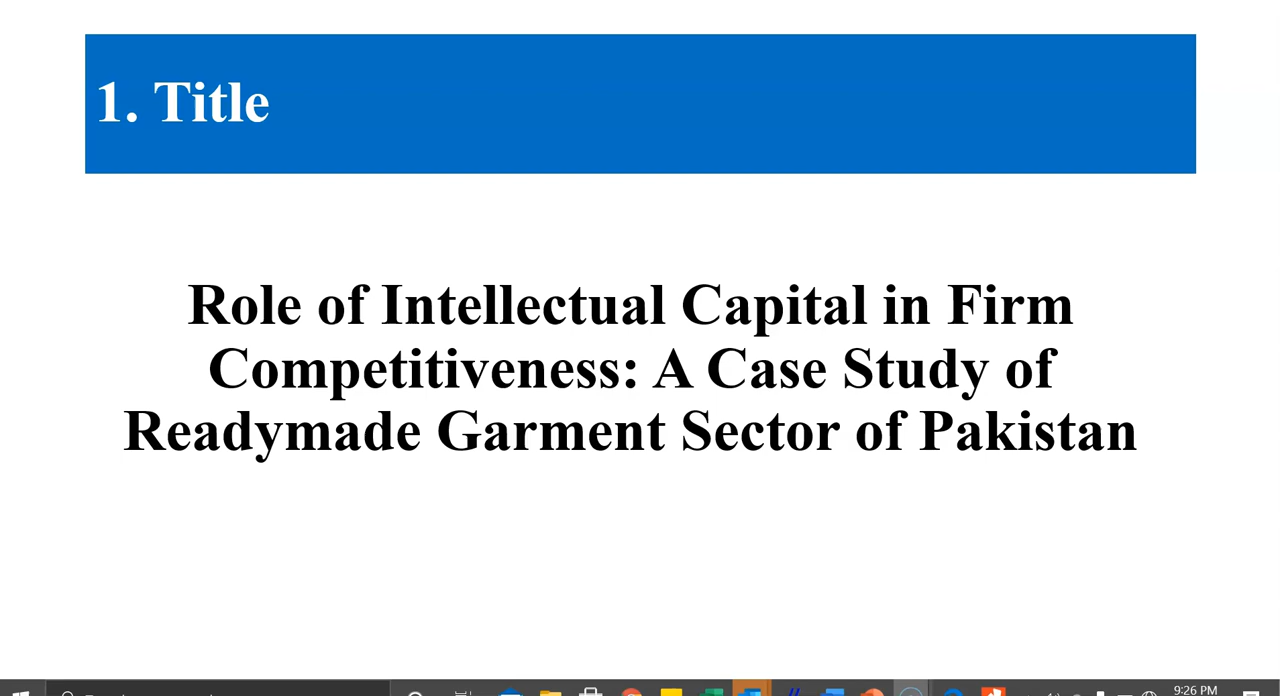 1. Title
Role of Intellectual Capital in Firm
Competitiveness: A Case Study of
Readymade Garment Sector of Pakistan
9:26 PM